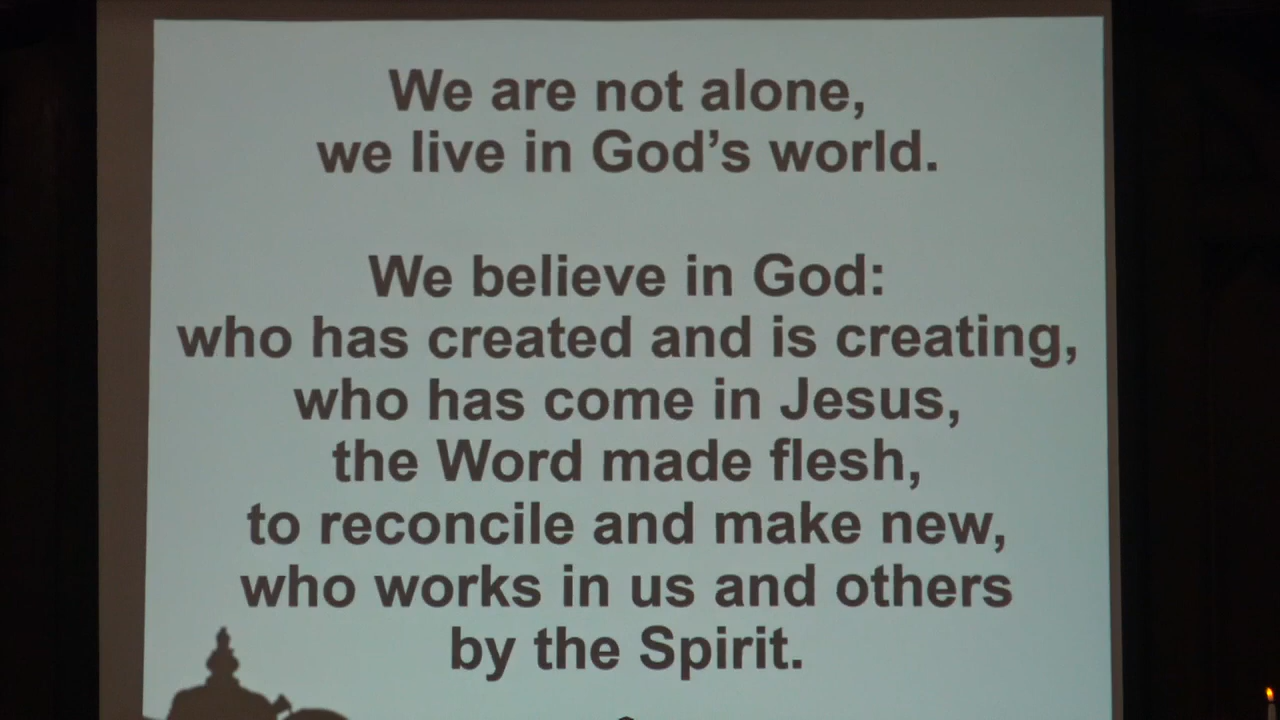 We are not alone,
we live in God’s world.
We believe in God:
who has created and is creating,
who has come in Jesus,
the Word made flesh,
to reconcile and make new,
who works in us and others
by the Spirit.